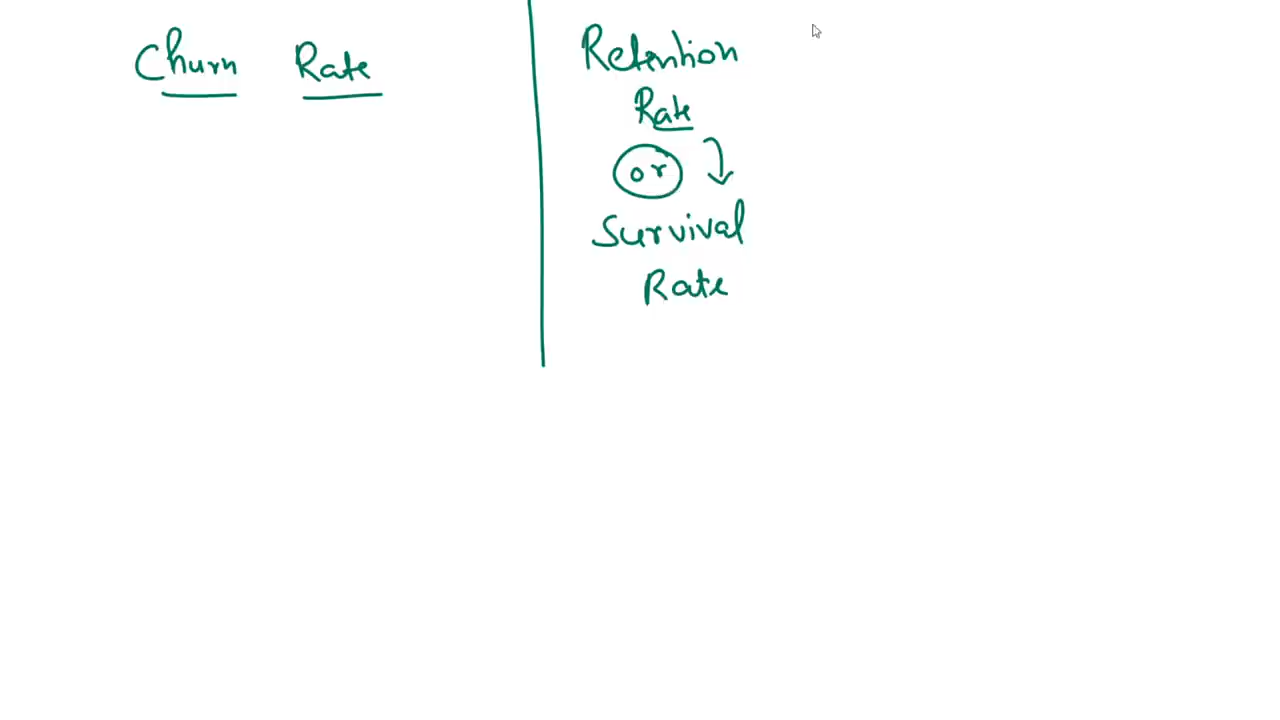 Churn Rate
Retention
Rate
or
Survival
Rate